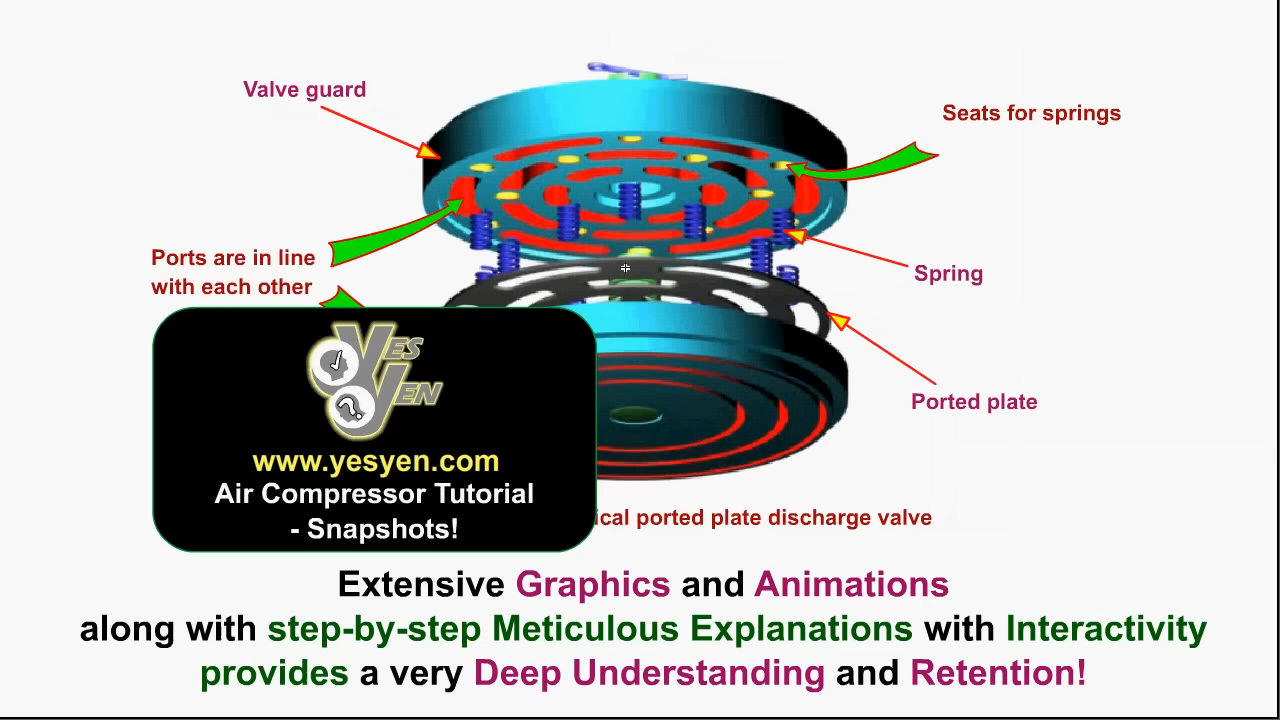 Valve guard
Seats for springs
Ports are in line
with each other
Spring
Ported plate
YES
YEN
www.yesyen.com
Air Compressor Tutorial
- Snapshots!
ported plate discharge valve
Extensive Graphics and Animations
along with step-by-step Meticulous Explanations with Interactivity
provides a very Deep Understanding and Retention!